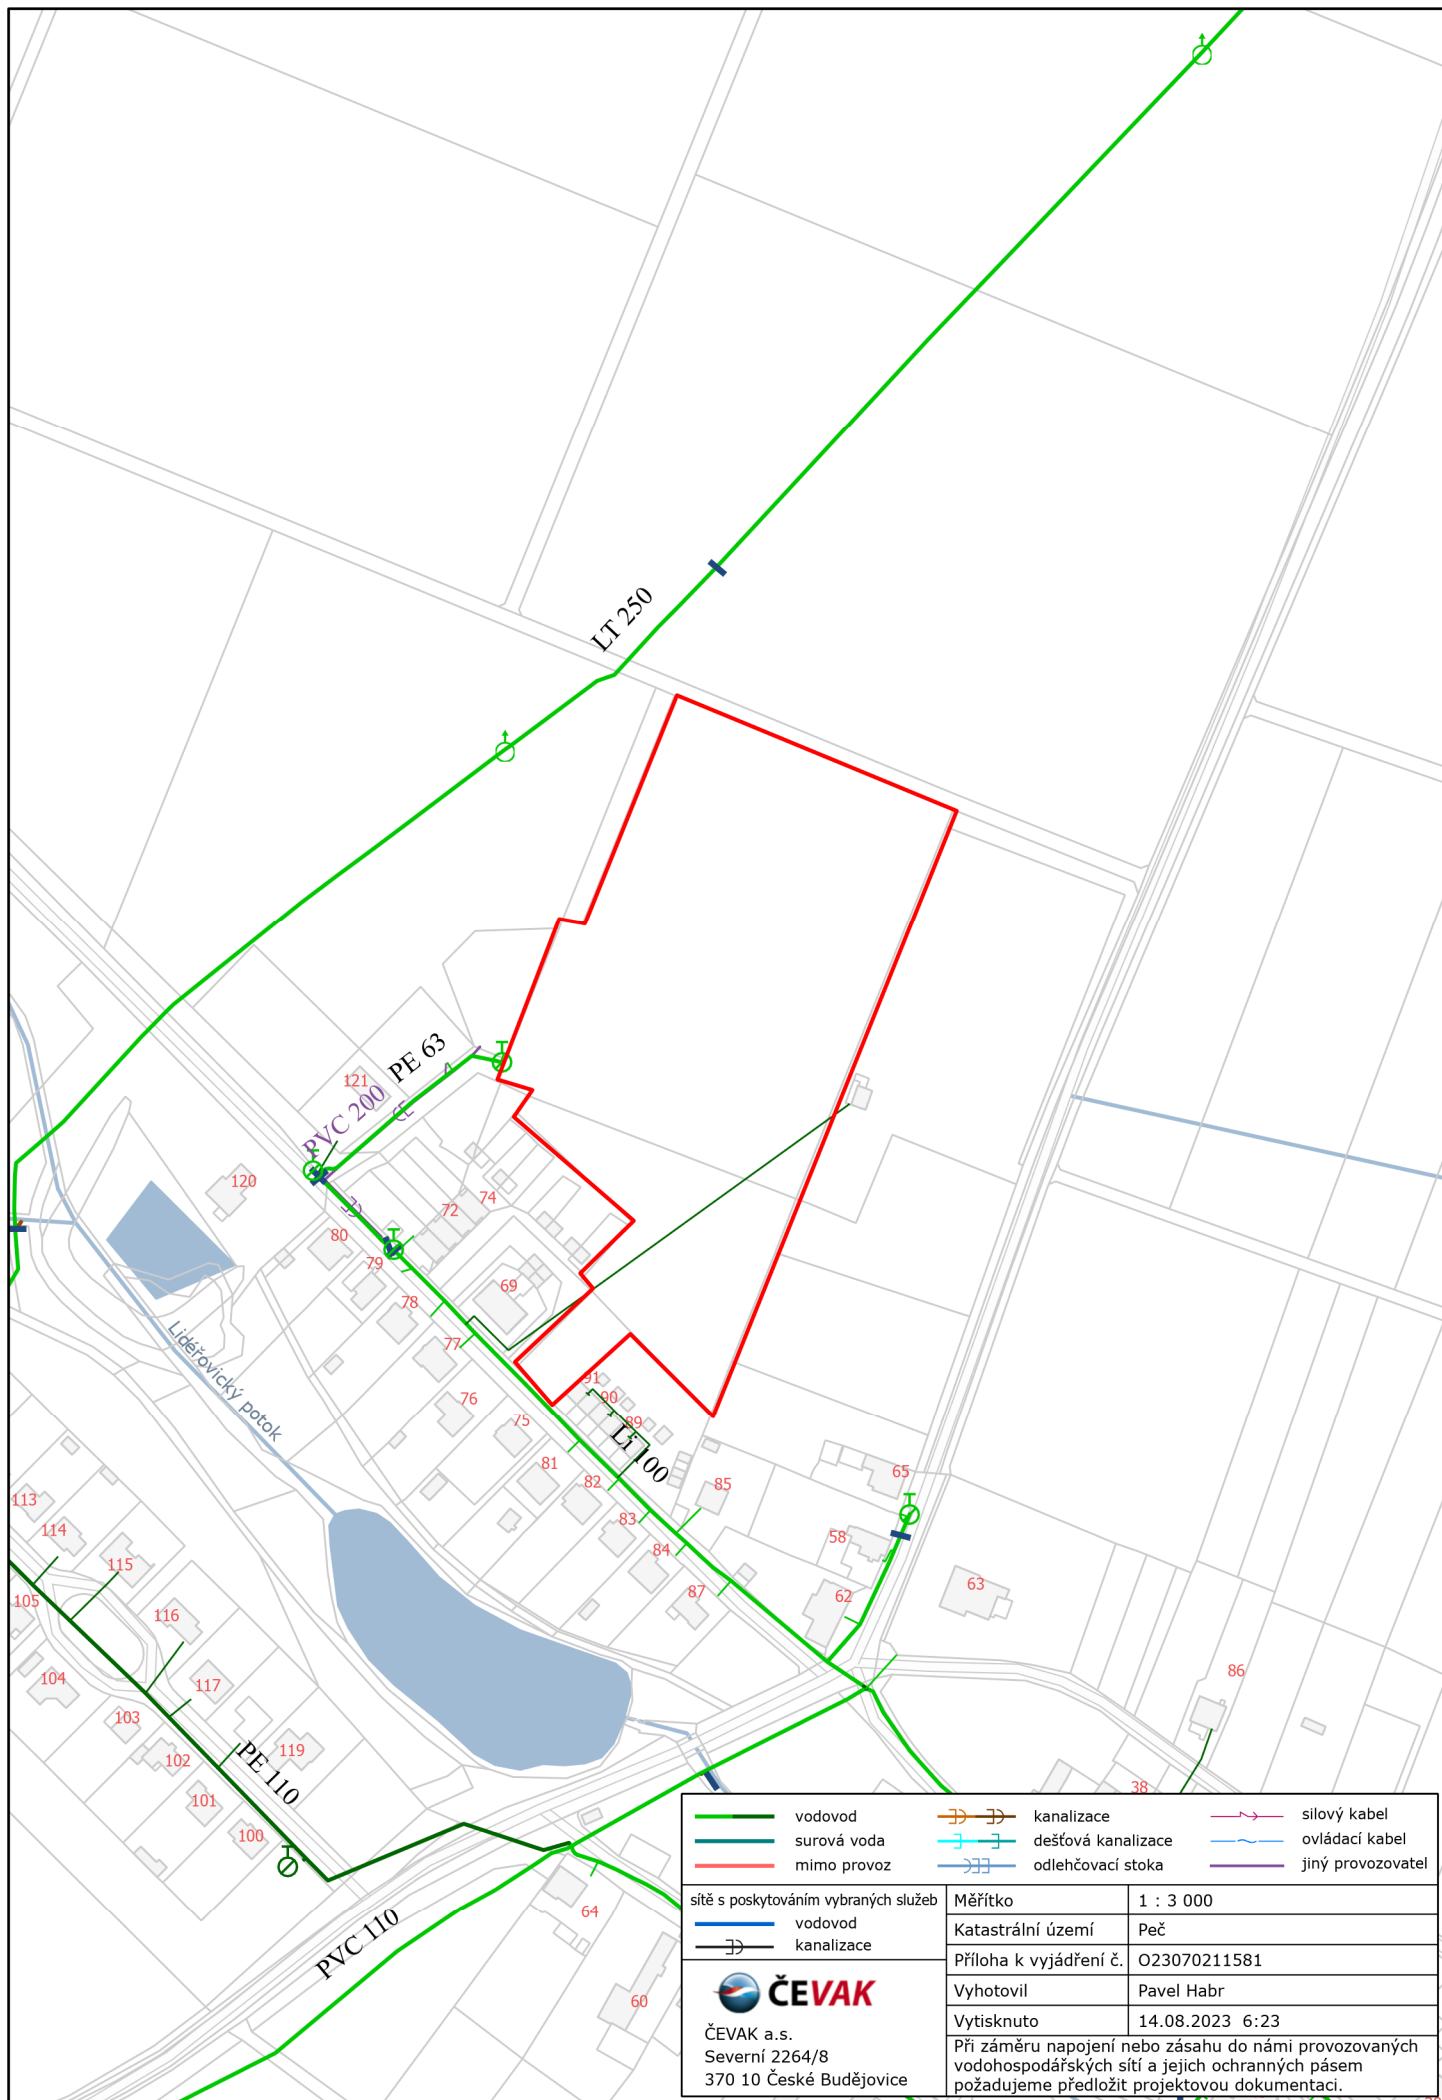 LT 250
PE 63
121
PVC 200
120
74
72
80
79
69
78
77
Lidéřovický potok
91
90
76
89
75
Li 100
65
81
82
85
113
83
58
114
84
115
63
87
62
105
116
104
117
86
103
119
102
PE 110
38
101
100
64
PVC 110
60
vodovod
kanalizace
silový kabel
surová voda
dešťová kanalizace
ovládací kabel
mimo provoz
odlehčovací stoka
jiný provozovatel
sítě s poskytováním vybraných služeb
vodovod
kanalizace
Měřítko 1 : 3 000
Katastrální území Peč
Příloha k vyjádření č. O23070211581
Vyhotovil Pavel Habr
Vytisknuto 14.08.2023 6:23
ČEVAK
ČEVAK a.s.
Severní 2264/8
370 10 České Budějovice
Při záměru napojení nebo zásahu do námi provozovaných
vodohospodářských sítí a jejich ochranných pásem
požadujeme předložit projektovou dokumentaci.